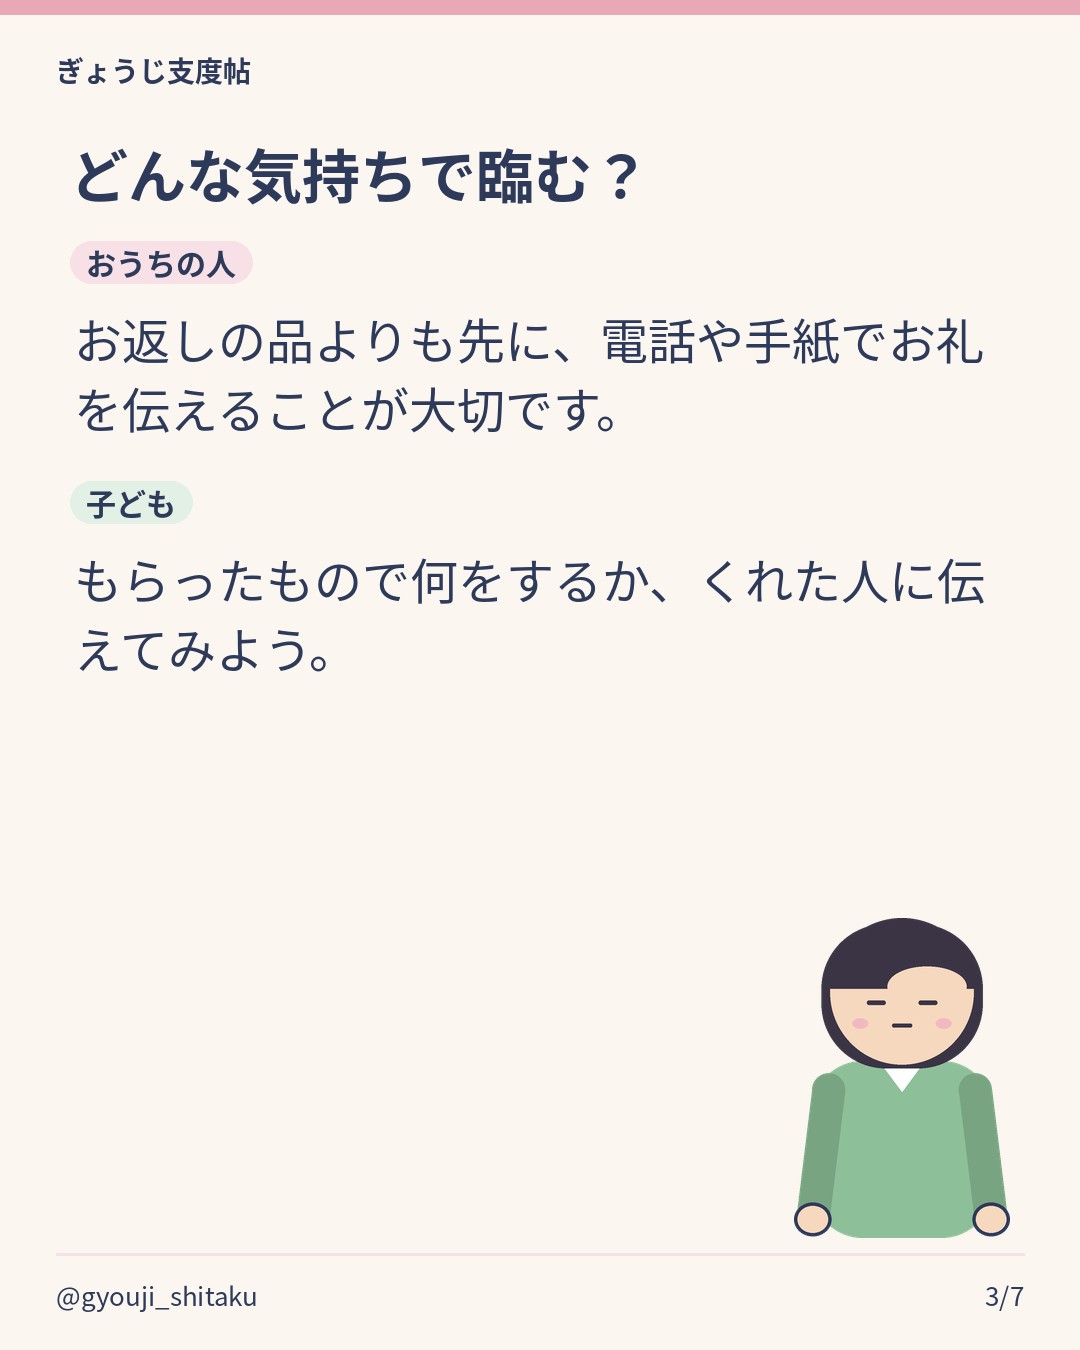 ぎょうじ支度帖
どんな気持ちで臨む？
おうちの人
お返しの品よりも先に、電話や手紙でお礼
を伝えることが大切です。
子ども
もらったもので何をするか、くれた人に伝
えてみよう。
@gyouji_shitaku
3/7